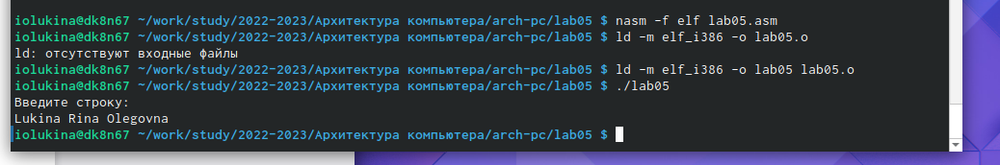 iolukina@dk8n67 ~/work/study/2022-2023/Архитектура компьютера/arch-pc/lab05 $ nasm -f elf lab05.asm
iolukina@dk8n67 ~/work/study/2022-2023/Архитектура компьютера/arch-pc/lab05 $ ld -m elf_i386 -o lab05.o
ld: отсутствуют входные файлы
iolukina@dk8n67 ~/work/study/2022-2023/Архитектура компьютера/arch-pc/lab05 $ ld -m elf_i386 -o lab05 lab05.o
iolukina@dk8n67 ~/work/study/2022-2023/Архитектура компьютера/arch-pc/lab05 $ ./lab05
Введите строку:
Lukina Rina Olegovna
iolukina@dk8n67 ~/work/study/2022-2023/Архитектура компьютера/arch-pc/lab05 $